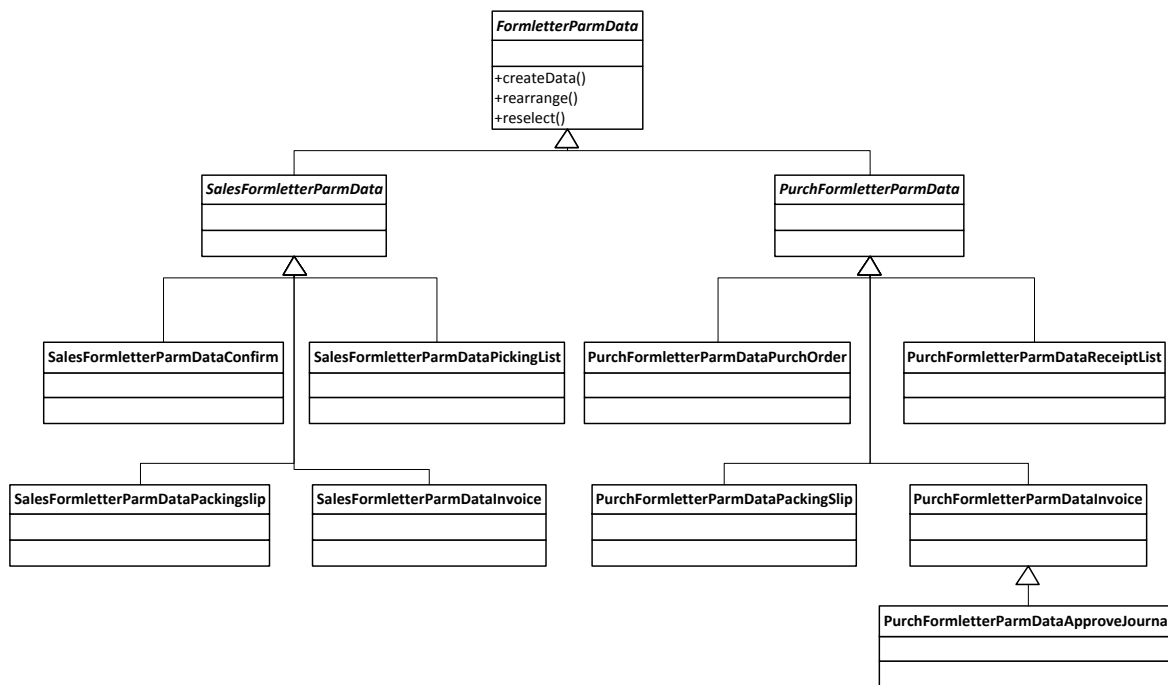 FormletterParmData
+createData()
+rearrange()
+reselect()
SalesFormletterParmData
PurchFormletterParmData
SalesFormletterParmDataConfirm
SalesFormletterParmDataPickingList
PurchFormletterParmDataPurchOrder
PurchFormletterParmDataReceiptList
SalesFormletterParmDataPackingslip
SalesFormletterParmDataInvoice
PurchFormletterParmDataPackingSlip
PurchFormletterParmDataInvoice
PurchFormletterParmDataApproveJourna